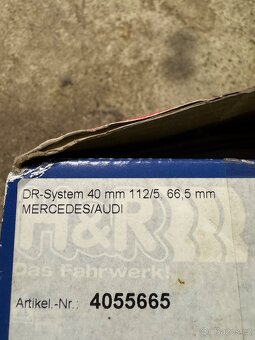 DR-System 40 mm 112/5. 66,5 mm
MERCEDES/AUDI
H&R
Das Fahrwerk!
Artikel.-Nr.: 4055665